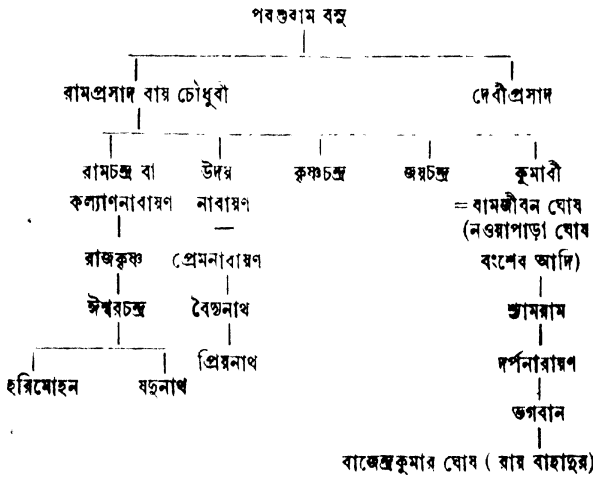 পরশুরাম বসু
রামপ্রসাদ রায় চৌধুরী দেবীপ্রসাদ
রামচন্দ্র বা উদয় কৃষ্ণচন্দ্র জয়চন্দ্র কুমারী
কল্যাণনারায়ণ নারায়ণ = রামজীবন ঘোষ
(নওয়াপাড়া ঘোষ
রাজকৃষ্ণ প্রেমনারায়ণ বংশের আদি)
ঈশ্বরচন্দ্র বৈদ্যনাথ শ্যামরাম
প্রিয়নাথ দর্পনারায়ণ
হরিমোহন যদুনাথ
ভগবান
রাজেন্দ্রকুমার ঘোষ ( রায় বাহাদুর)